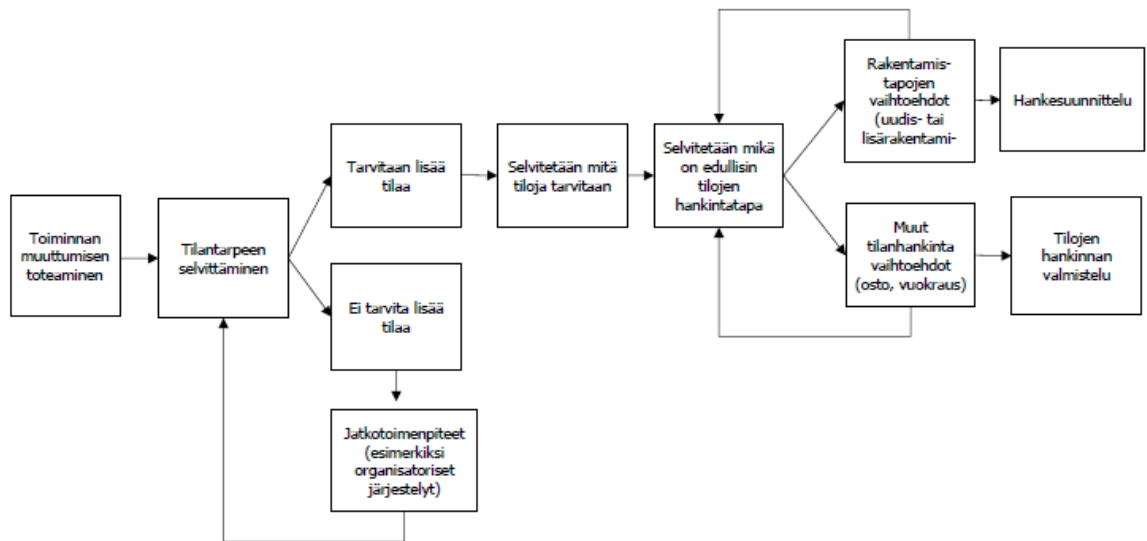 Toiminnan
muuttumisen
toteaminen
Tilantarpeen
selvittäminen
Tarvitaan lisää
tilaa
Ei tarvita lisää
tilaa
Jatkotoimenpiteet
(esimerkiksi
organisatoriset
järjestelyt)
Selvitetään mitä
tiloja tarvitaan
Selvitetään mikä
on edullisin
tilojen
hankintatapa
Rakentamis-
tapojen
vaihtoehdot
(uudis- tai
lisärakentami-
Hankesuunnittelu
Muut
tilanhankinta
vaihtoehdot
(osto, vuokraus)
Tilojen
hankinnan
valmistelu